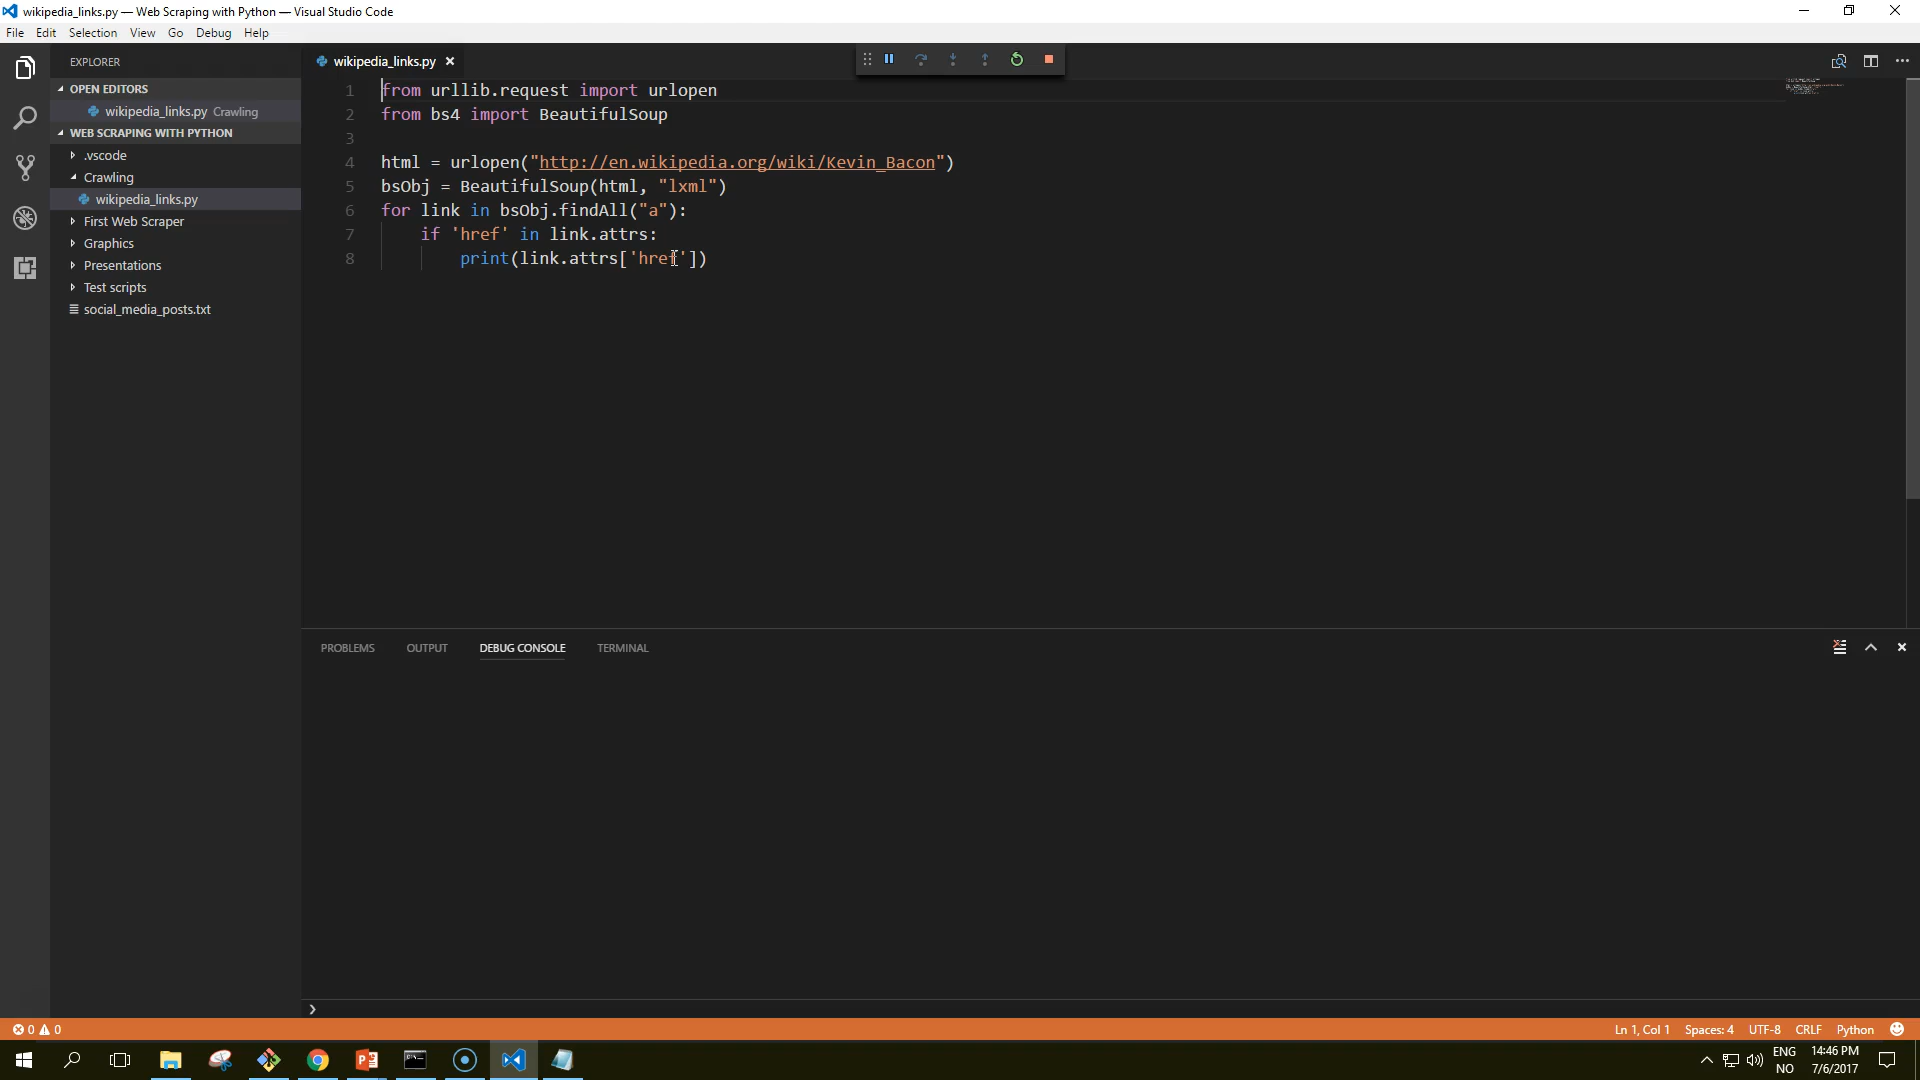 wikipedia_links.py — Web Scraping with Python — Visual Studio Code
File Edit Selection View Go Debug Help
EXPLORER
OPEN EDITORS
wikipedia_links.py Crawling
WEB SCRAPING WITH PYTHON
.vscode
Crawling
wikipedia_links.py
First Web Scraper
Graphics
Presentations
Test scripts
social_media_posts.txt
wikipedia_links.py
1 from urllib.request import urlopen
2 from bs4 import BeautifulSoup
3
4 html = urlopen("http://en.wikipedia.org/wiki/Kevin_Bacon")
5 bsObj = BeautifulSoup(html, "lxml")
6 for link in bsObj.findAll("a"):
7 if 'href' in link.attrs:
8 print(link.attrs['href'])
PROBLEMS OUTPUT DEBUG CONSOLE TERMINAL
0 0
Ln 1, Col 1 Spaces: 4 UTF-8 CRLF Python
ENG
NO
14:46 PM
7/6/2017